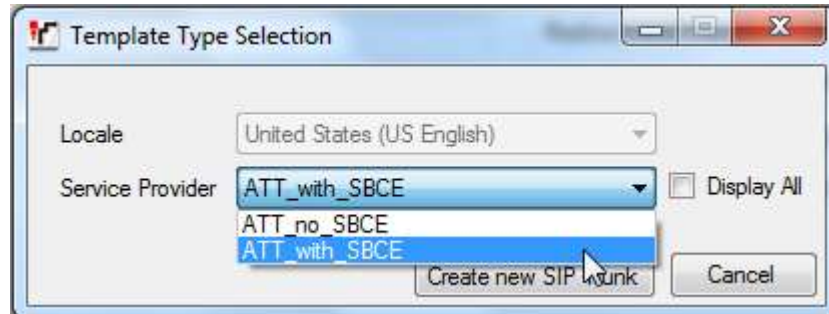 Template Type Selection
Locale United States (US English)
Service Provider ATT_with_SBCE Display All
ATT_no_SBCE
ATT_with_SBCE
Create new SIP Trunk Cancel